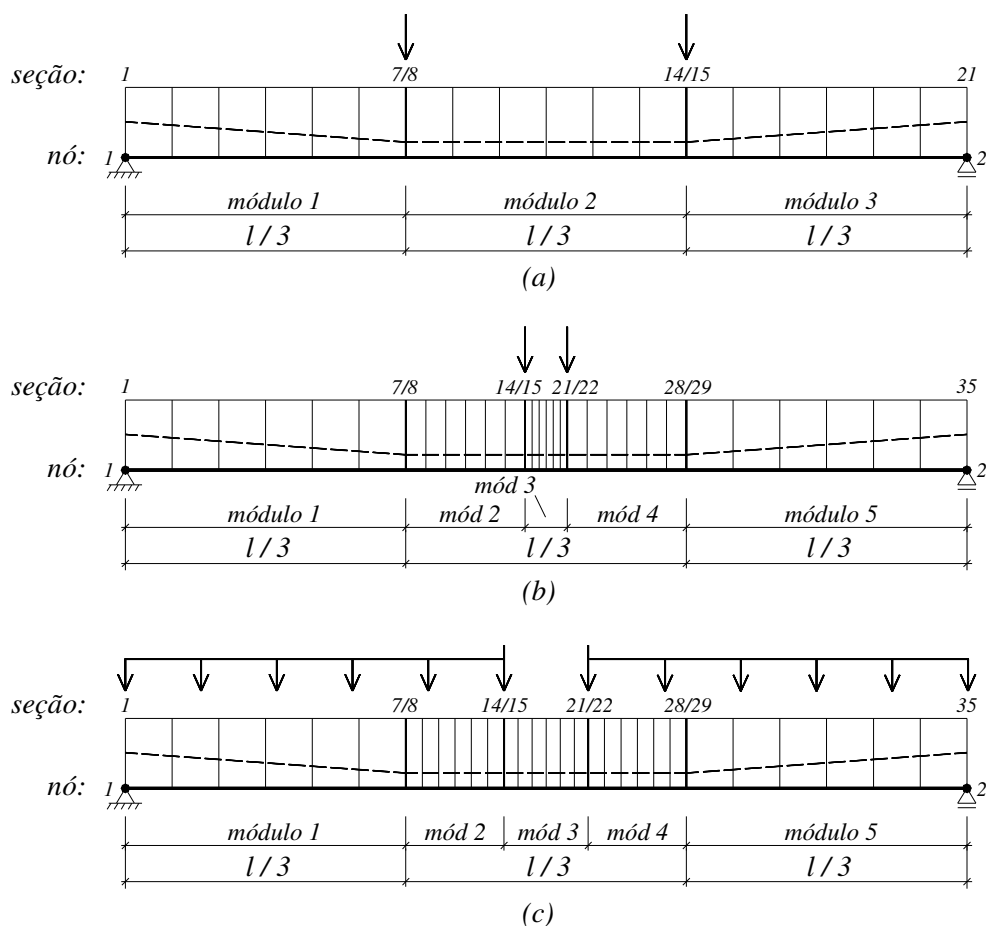 seção: 1 7/8 14/15 21
nó: 1 2
módulo 1 módulo 2 módulo 3
l / 3 l / 3 l / 3
(a)
seção: 1 7/8 14/15 21/22 28/29 35
nó: 1 2
mód 3
módulo 1 mód 2 mód 4 módulo 5
l / 3 l / 3 l / 3
(b)
seção: 1 7/8 14/15 21/22 28/29 35
nó: 1 2
módulo 1 mód 2 mód 3 mód 4 módulo 5
l / 3 l / 3 l / 3
(c)